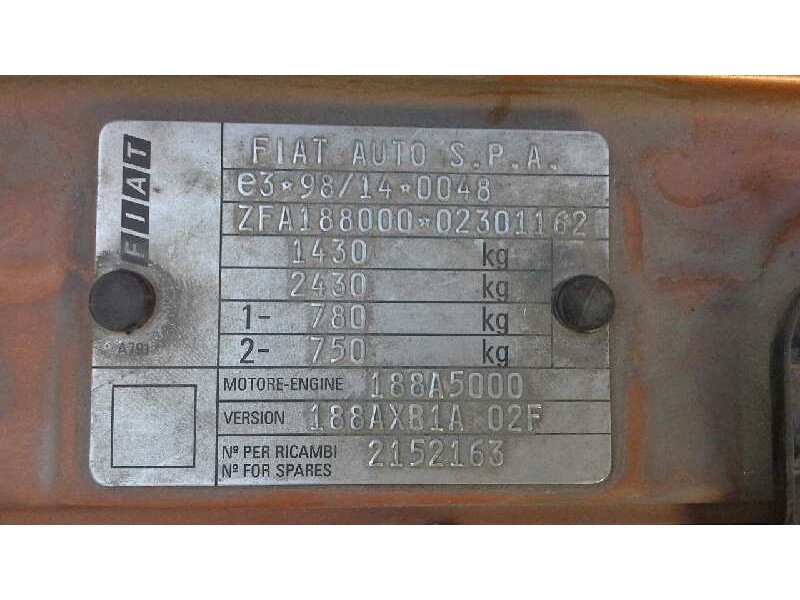 FIAT
FIAT AUTO S.P.A.
e3*98/14*0048
ZFA188000*02301162
1430 kg
2430 kg
1- 780 kg
2- 750 kg
A791
MOTORE-ENGINE 188A5000
VERSION 188AXB1A 02F
Nº PER RICAMBI
Nº FOR SPARES 2152163